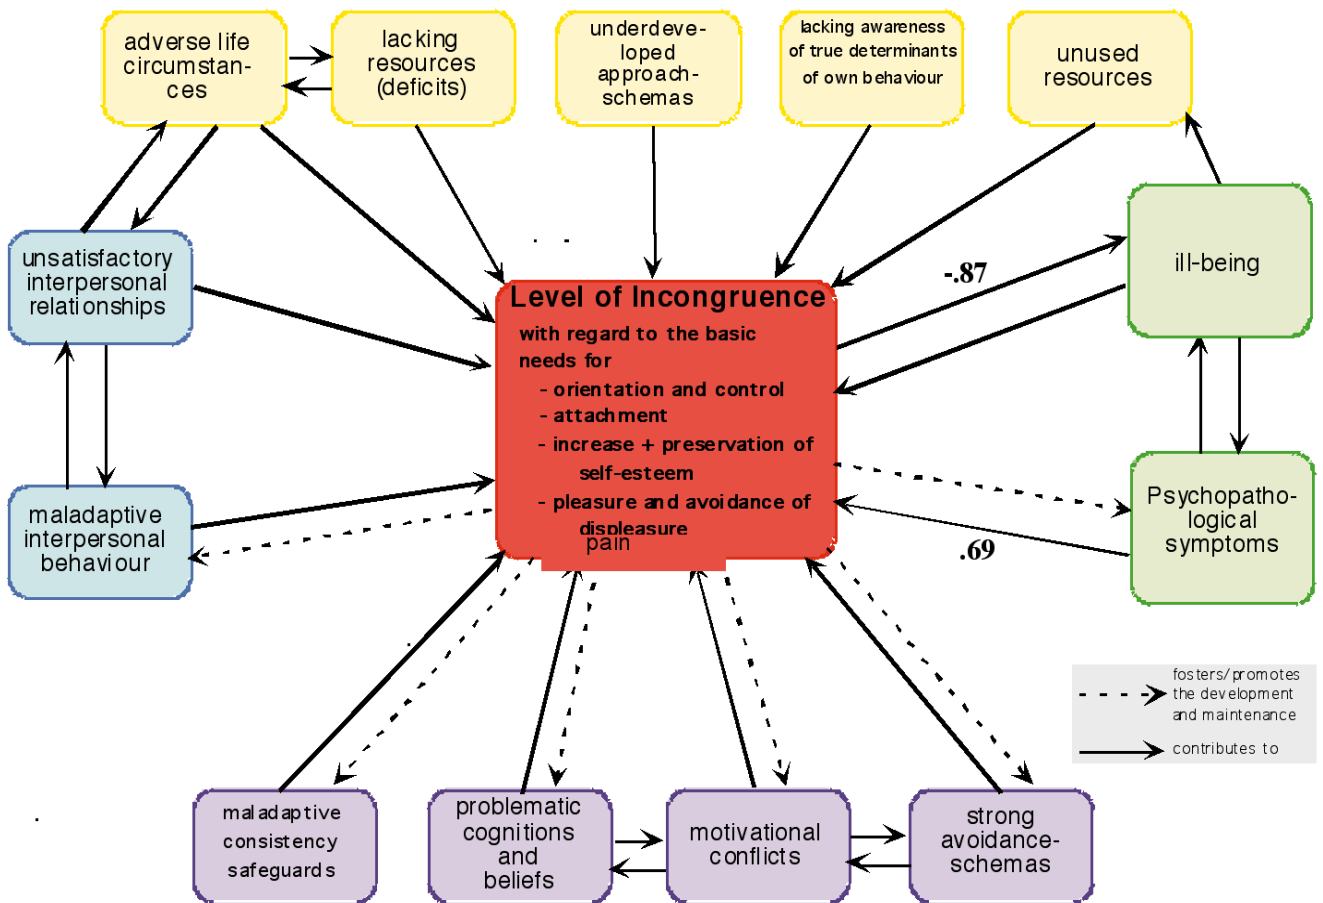 adverse life
circumstan-
ces
lacking
resources
(deficits)
underdeve-
loped
approach-
schemas
lacking awareness
of true determinants
of own behaviour
unused
resources
unsatisfactory
interpersonal
relationships
ill-being
-.87
Level of Incongruence
with regard to the basic
needs for
- orientation and control
- attachment
- increase + preservation of
self-esteem
- pleasure and avoidance of
displeasure
pain
maladaptive
interpersonal
behaviour
Psychopatho-
logical
symptoms
.69
fosters/promotes
the development
and maintenance
contributes to
maladaptive
consistency
safeguards
problematic
cognitions
and
beliefs
motivational
conflicts
strong
avoidance-
schemas